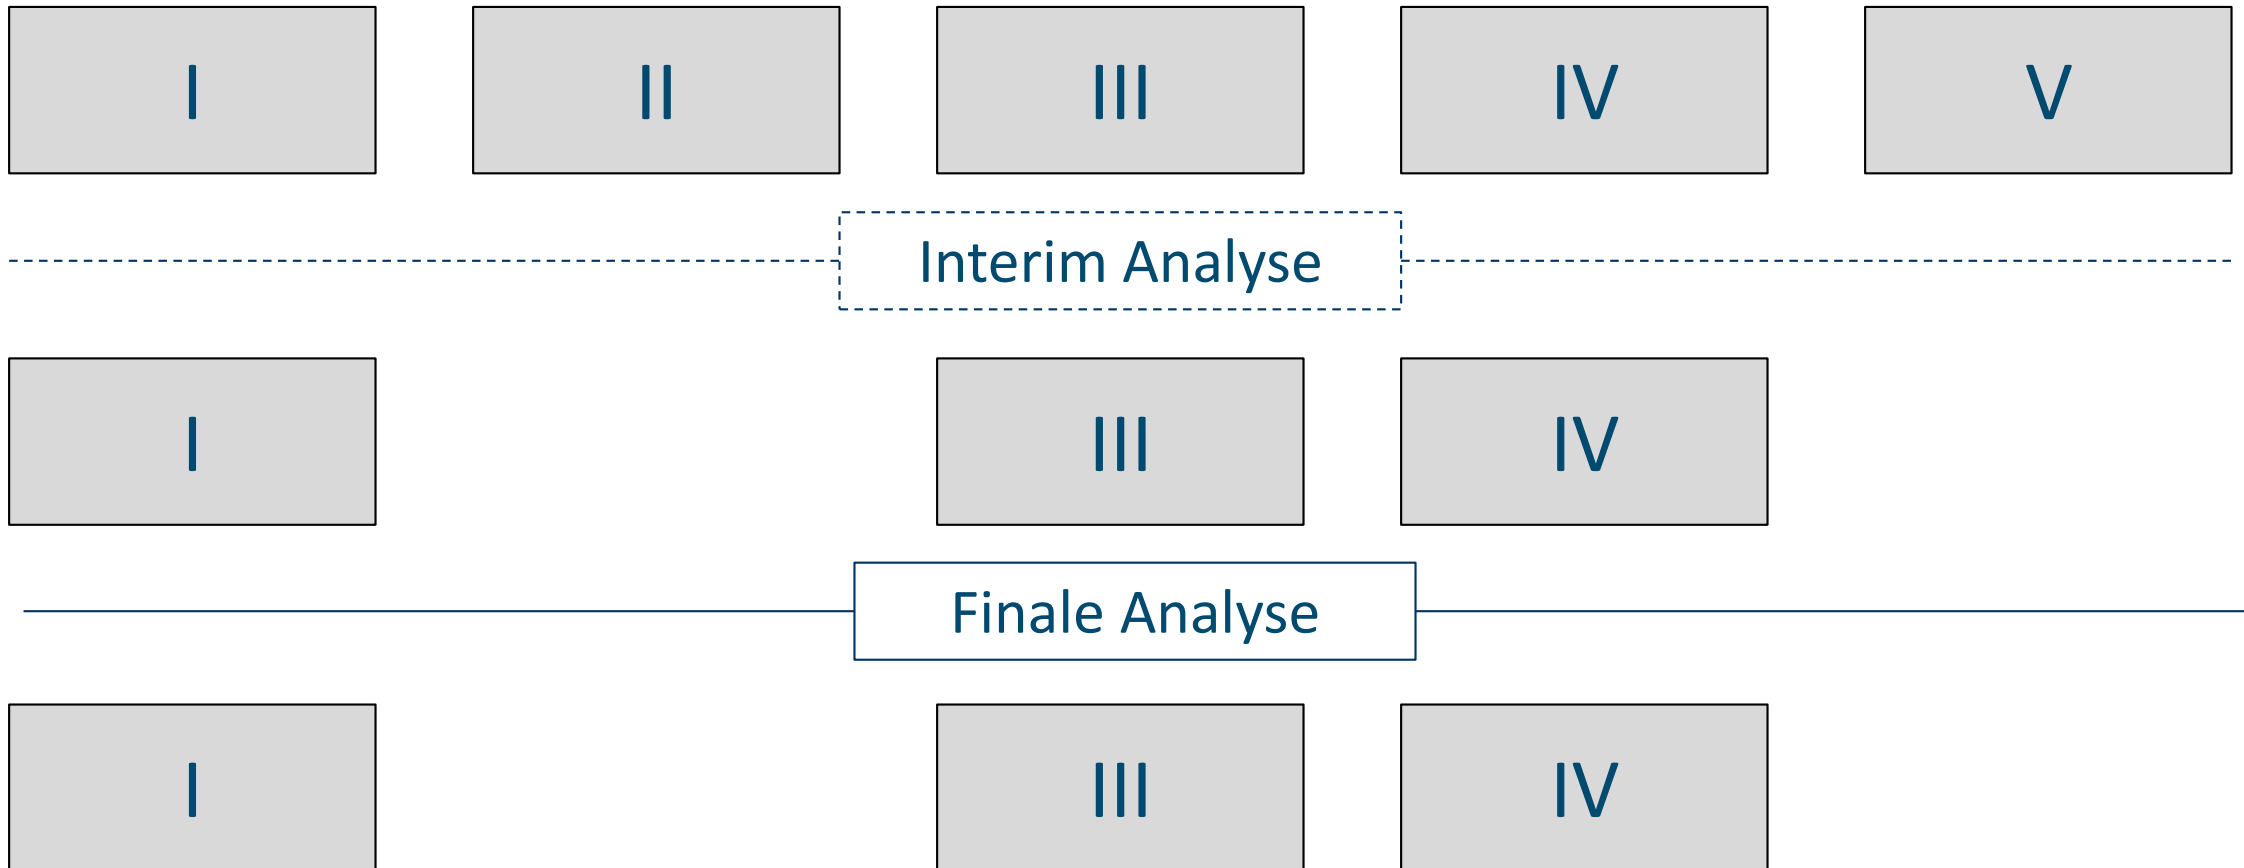 I II III IV V
Interim Analyse
I III IV
Finale Analyse
I III IV